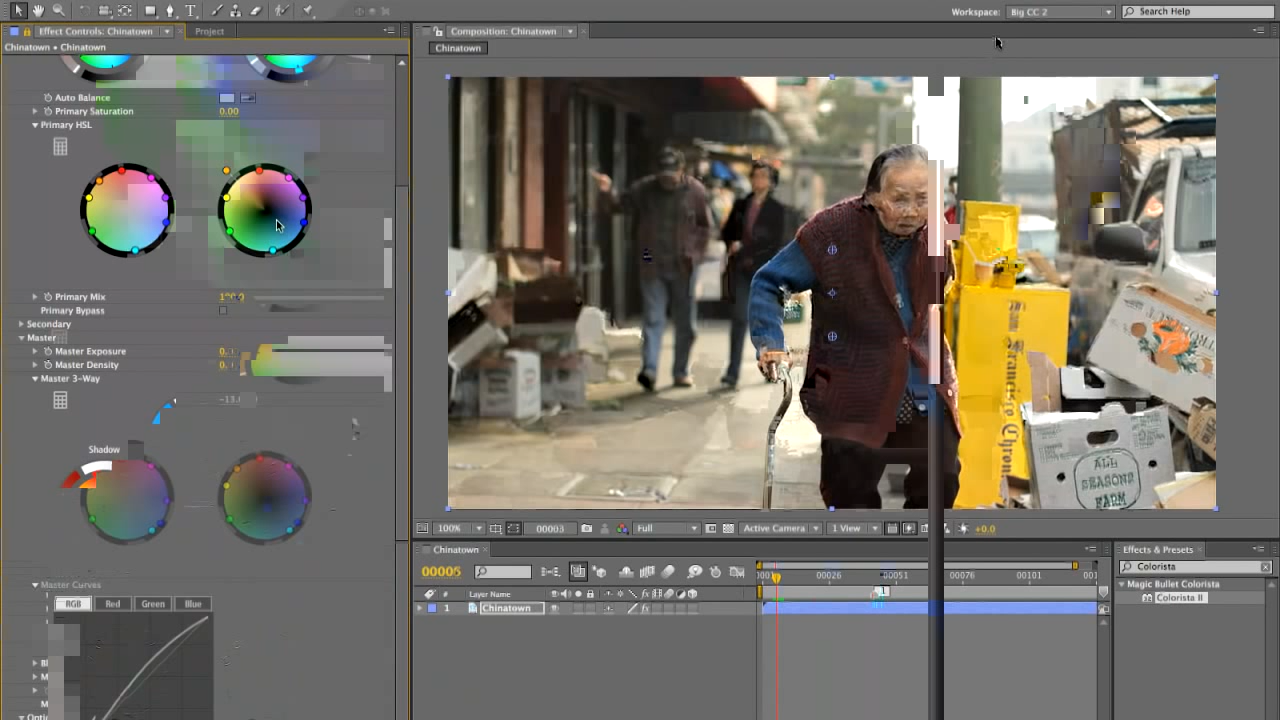 Workspace: Big CC 2
Search Help
Effect Controls: Chinatown
Project
Composition: Chinatown
Chinatown • Chinatown
Chinatown
Auto Balance
Primary Saturation 0.00
Primary HSL
Primary Mix
Primary Bypass
Secondary
Master
Master Exposure
Master Density
Master 3-Way
Shadow
Master Curves
RGB Red Green Blue
ALL
SEASONS
FARM
100% 00003 Full Active Camera 1 View +0.0
Chinatown
00005
00026 00051 00076 00101
# Layer Name
1 Chinatown
Effects & Presets
Colorista
Magic Bullet Colorista
Colorista II